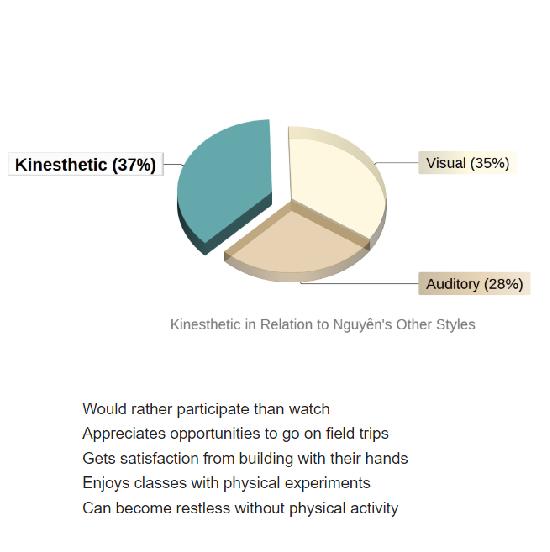 Kinesthetic (37%)
Visual (35%)
Auditory (28%)
Kinesthetic in Relation to Nguyên's Other Styles
Would rather participate than watch
Appreciates opportunities to go on field trips
Gets satisfaction from building with their hands
Enjoys classes with physical experiments
Can become restless without physical activity